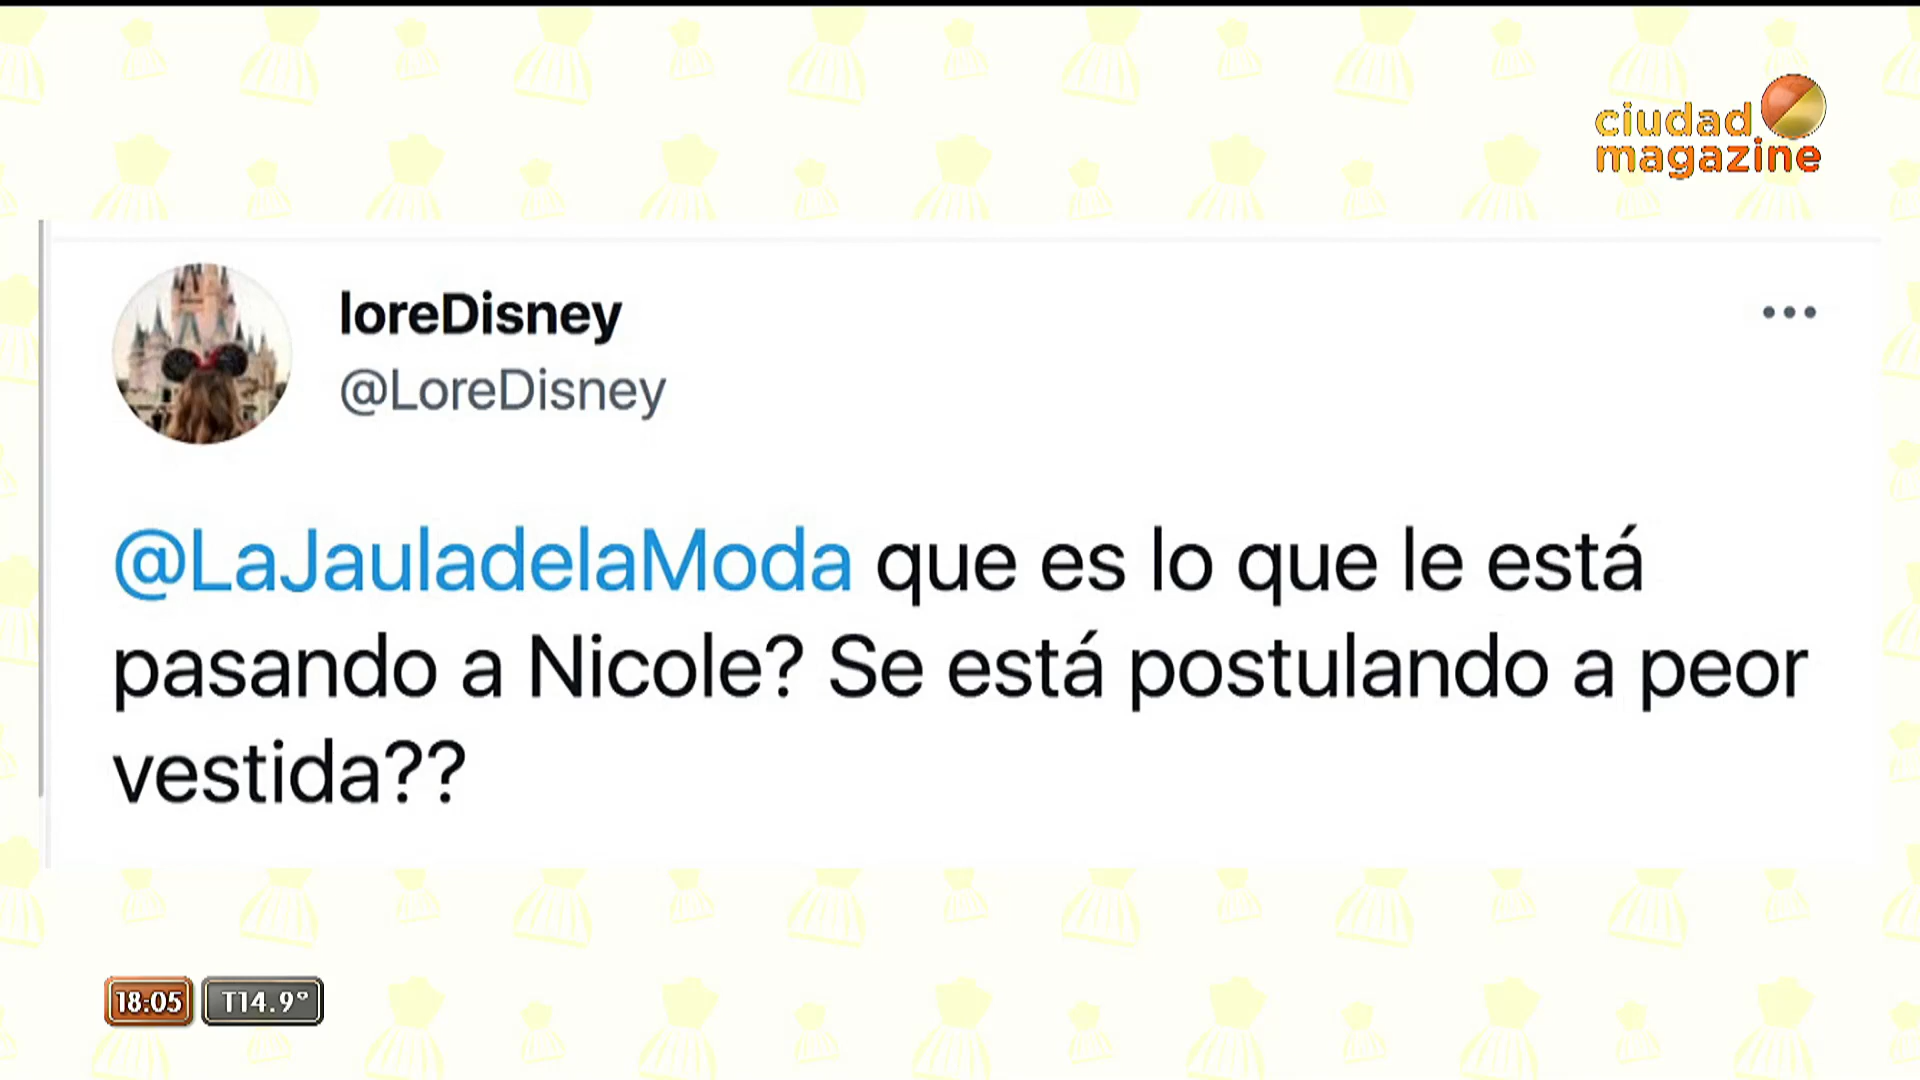 ciudad
magazine
loreDisney
@LoreDisney
@LaJauladelaModa que es lo que le está
pasando a Nicole? Se está postulando a peor
vestida??
18:05 T14.9°